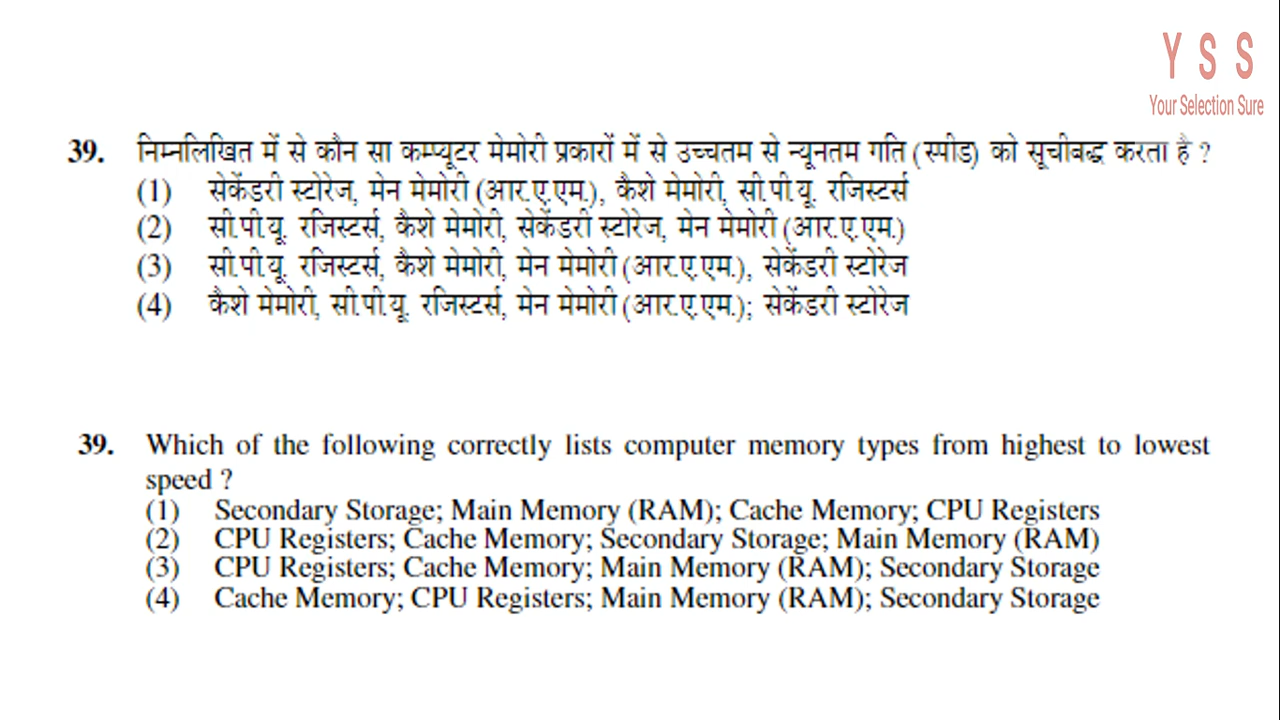 Y S S
Your Selection Sure
39. निम्नलिखित में से कौन सा कम्प्यूटर मेमोरी प्रकारों में से उच्चतम से न्यूनतम गति (स्पीड) को सूचीबद्ध करता है ?
(1) सेकेंडरी स्टोरेज, मेन मेमोरी (आर.ए.एम.), कैशे मेमोरी, सी.पी.यू. रजिस्टर्स
(2) सी.पी.यू. रजिस्टर्स, कैशे मेमोरी, सेकेंडरी स्टोरेज, मेन मेमोरी (आर.ए.एम.)
(3) सी.पी.यू. रजिस्टर्स, कैशे मेमोरी, मेन मेमोरी (आर.ए.एम.), सेकेंडरी स्टोरेज
(4) कैशे मेमोरी, सी.पी.यू. रजिस्टर्स, मेन मेमोरी (आर.ए.एम.); सेकेंडरी स्टोरेज
39. Which of the following correctly lists computer memory types from highest to lowest
speed ?
(1) Secondary Storage; Main Memory (RAM); Cache Memory; CPU Registers
(2) CPU Registers; Cache Memory; Secondary Storage; Main Memory (RAM)
(3) CPU Registers; Cache Memory; Main Memory (RAM); Secondary Storage
(4) Cache Memory; CPU Registers; Main Memory (RAM); Secondary Storage